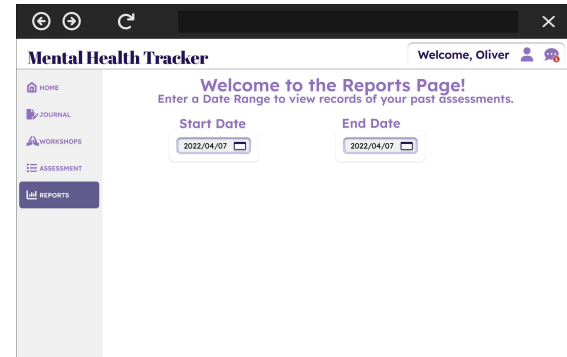 Mental Health Tracker
Welcome, Oliver
HOME
JOURNAL
WORKSHOPS
ASSESSMENT
REPORTS
Welcome to the Reports Page!
Enter a Date Range to view records of your past assessments.
Start Date
End Date
2022/04/07
2022/04/07